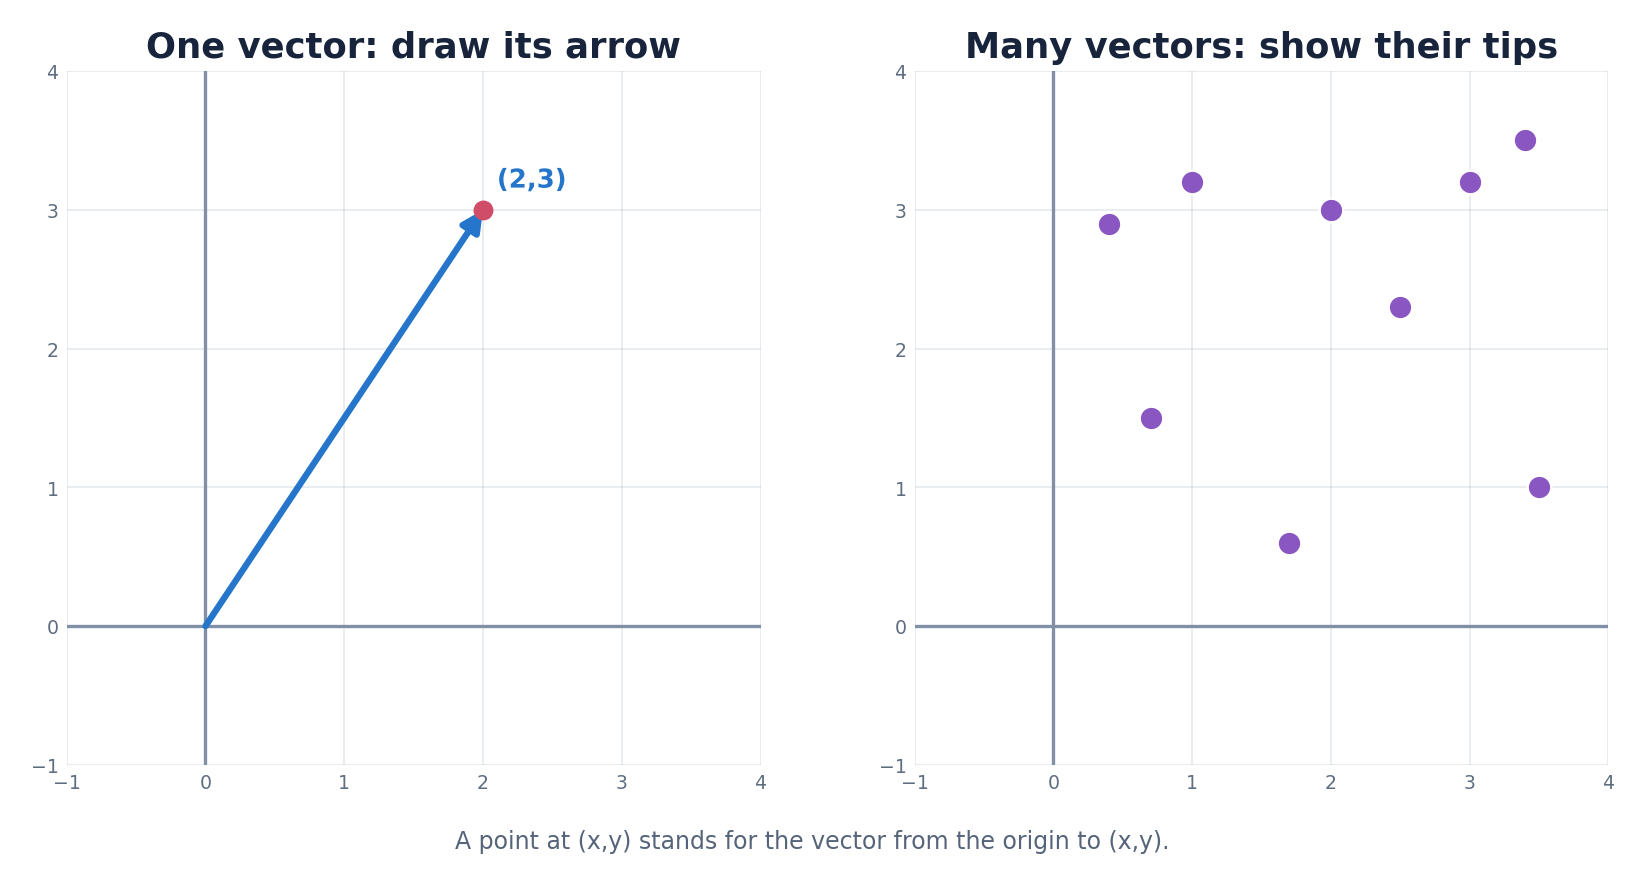 One vector: draw its arrow
4
3
2
1
0
−1
−1 0 1 2 3 4
(2,3)
Many vectors: show their tips
4
3
2
1
0
−1
−1 0 1 2 3 4
A point at (x,y) stands for the vector from the origin to (x,y).